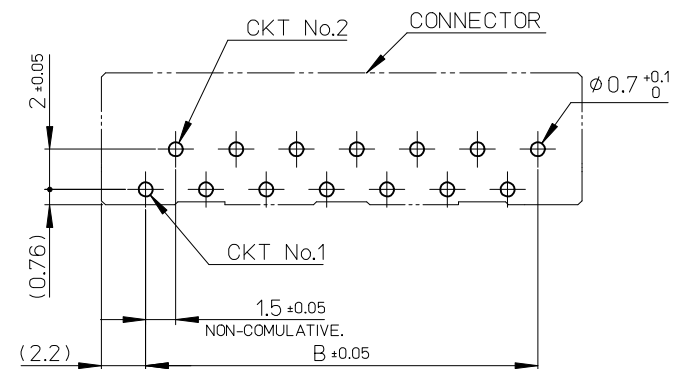 CKT No.2
CONNECTOR
2 ±0.05
⌀0.7 +0.1 0
(0.76)
CKT No.1
1.5 ±0.05
NON-COMULATIVE.
(2.2)
B ±0.05